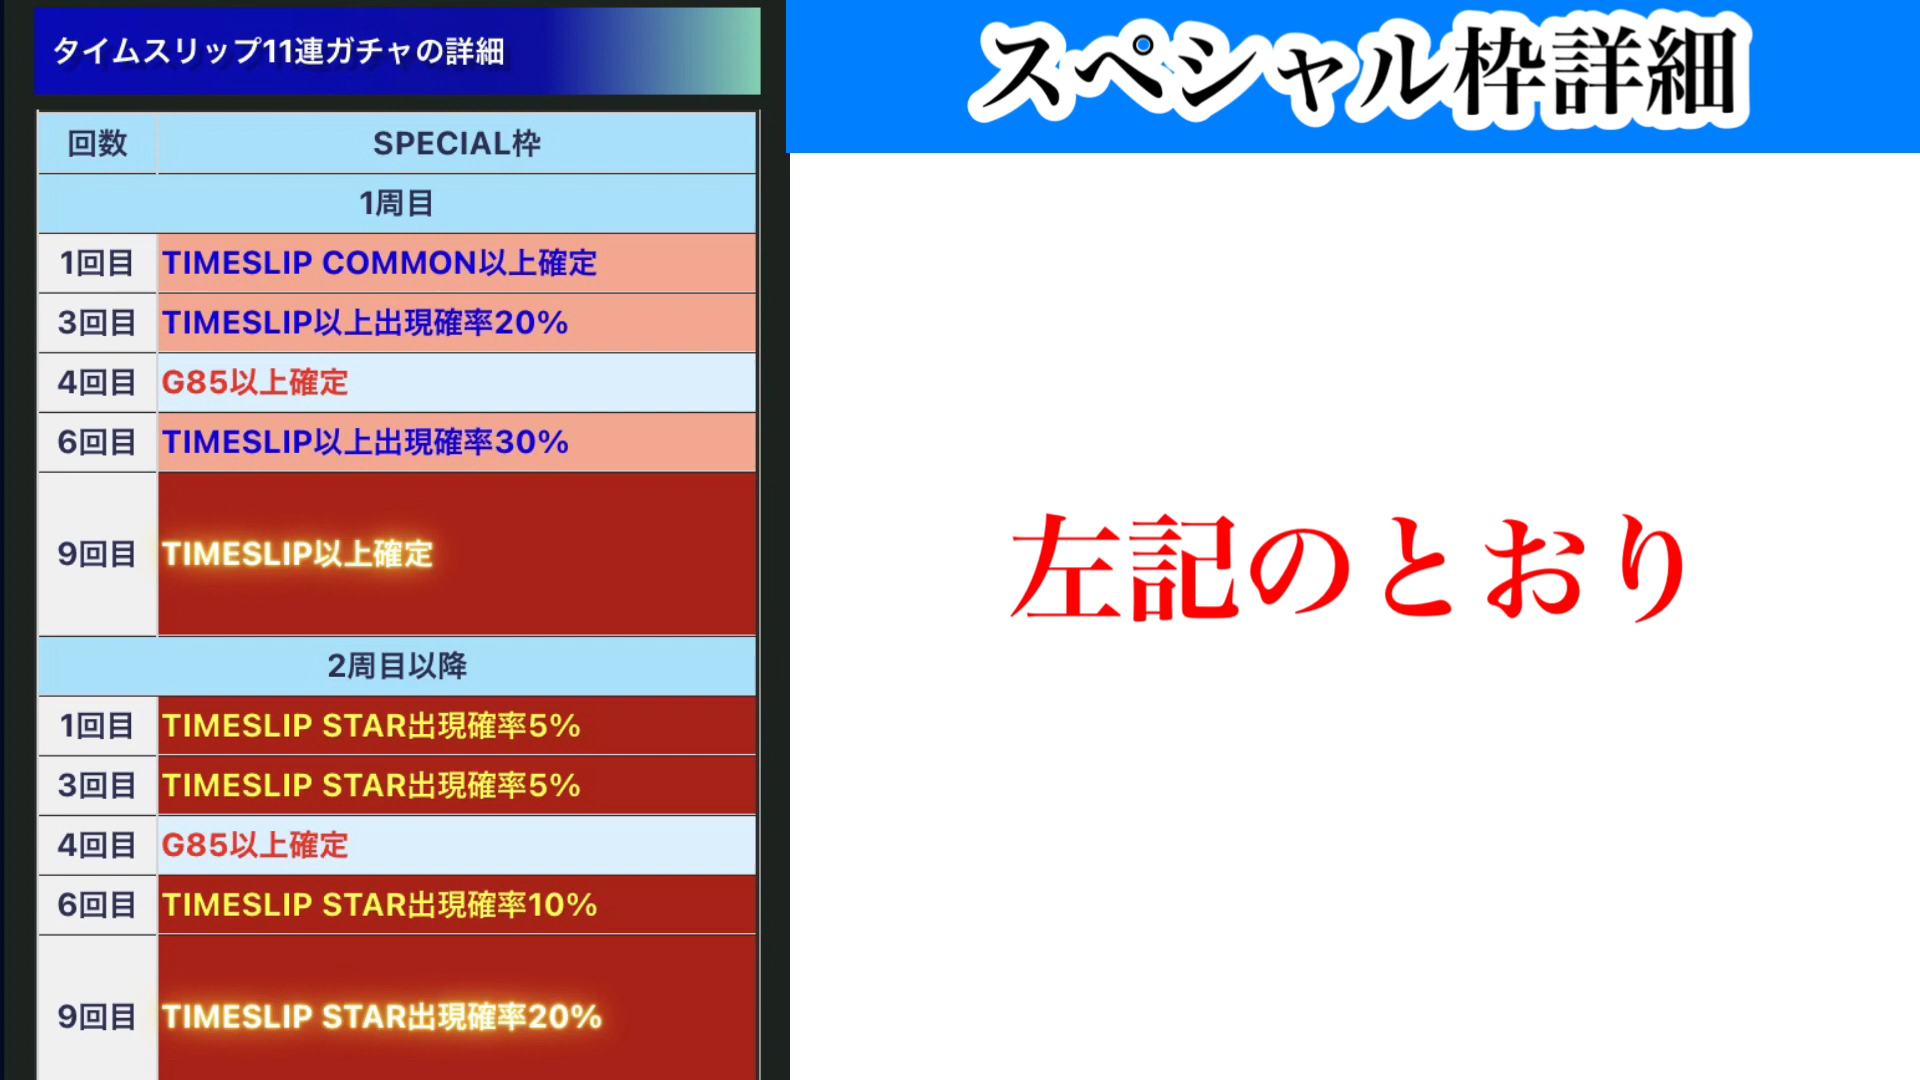 タイムスリップ11連ガチャの詳細
回数 SPECIAL枠
1周目
1回目 TIMESLIP COMMON以上確定
3回目 TIMESLIP以上出現確率20%
4回目 G85以上確定
6回目 TIMESLIP以上出現確率30%
9回目 TIMESLIP以上確定
2周目以降
1回目 TIMESLIP STAR出現確率5%
3回目 TIMESLIP STAR出現確率5%
4回目 G85以上確定
6回目 TIMESLIP STAR出現確率10%
9回目 TIMESLIP STAR出現確率20%
スペシャル枠詳細
左記のとおり